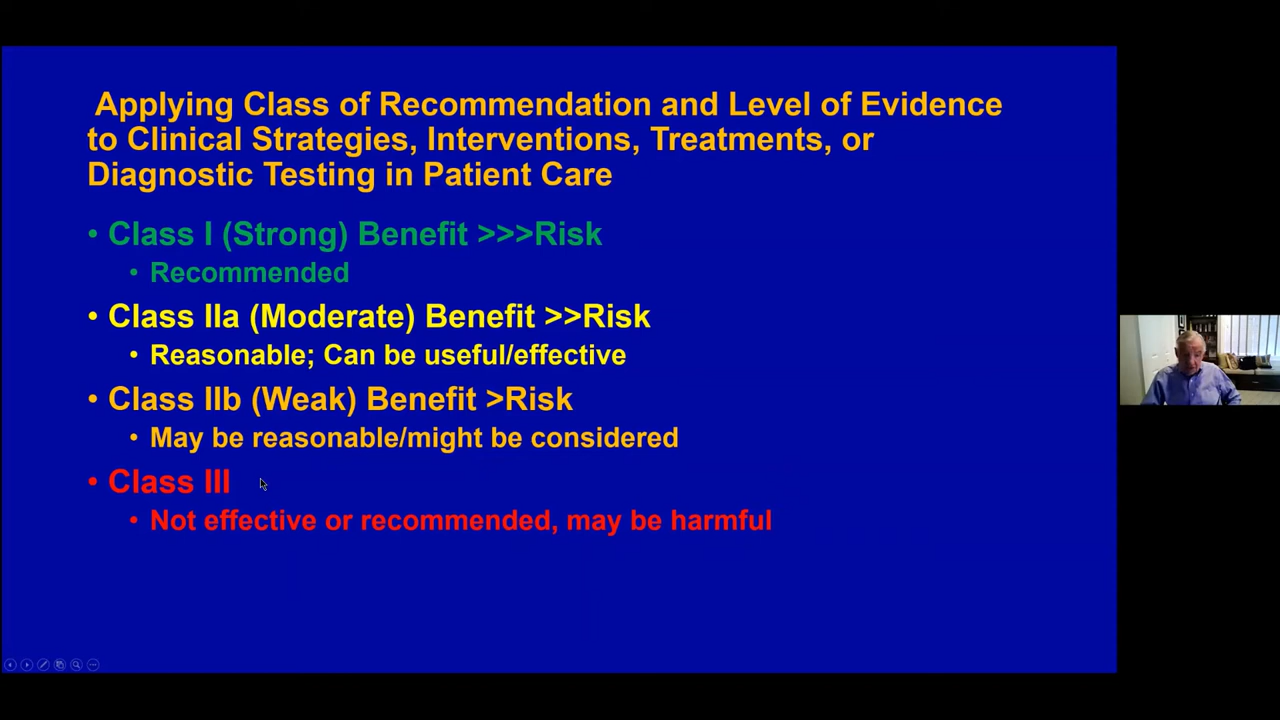 Applying Class of Recommendation and Level of Evidence
to Clinical Strategies, Interventions, Treatments, or
Diagnostic Testing in Patient Care
• Class I (Strong) Benefit >>>Risk
• Recommended
• Class IIa (Moderate) Benefit >>Risk
• Reasonable; Can be useful/effective
• Class IIb (Weak) Benefit >Risk
• May be reasonable/might be considered
• Class III
• Not effective or recommended, may be harmful